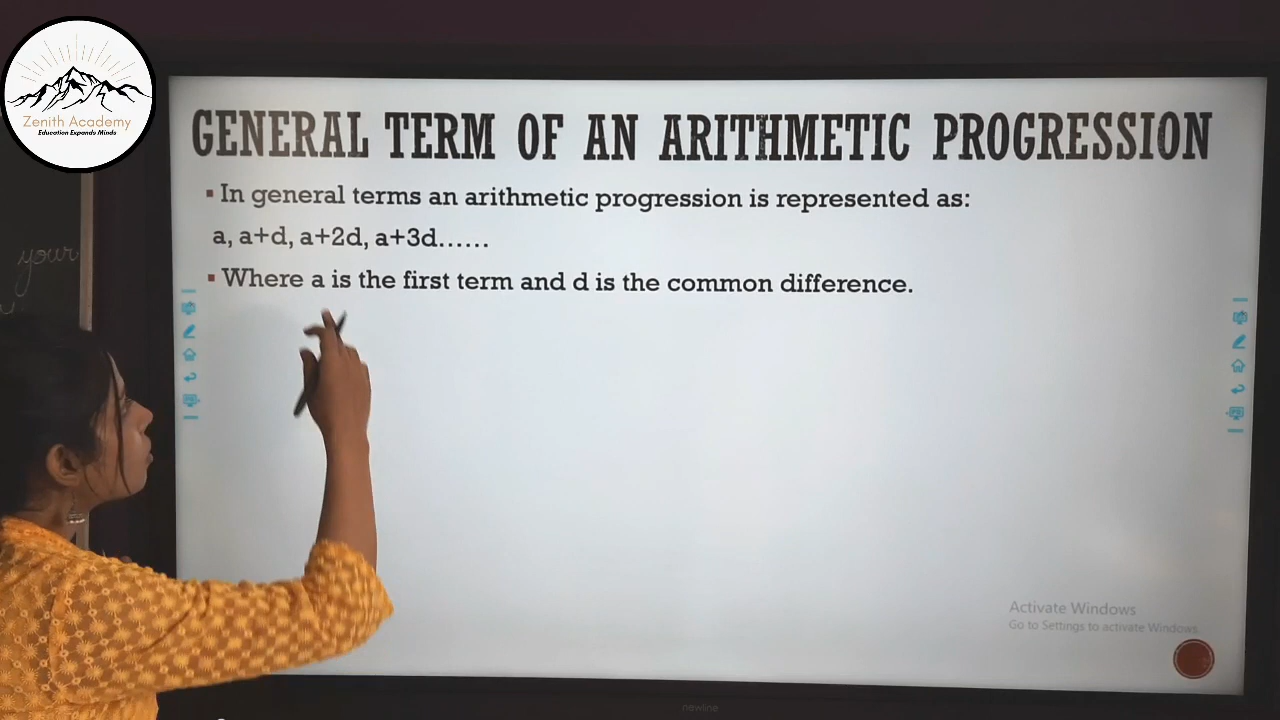 Zenith Academy
Education Expands Minds
GENERAL TERM OF AN ARITHMETIC PROGRESSION
▪ In general terms an arithmetic progression is represented as:
a, a+d, a+2d, a+3d......
▪ Where a is the first term and d is the common difference.
your
Activate Windows
Go to Settings to activate Windows.
newline